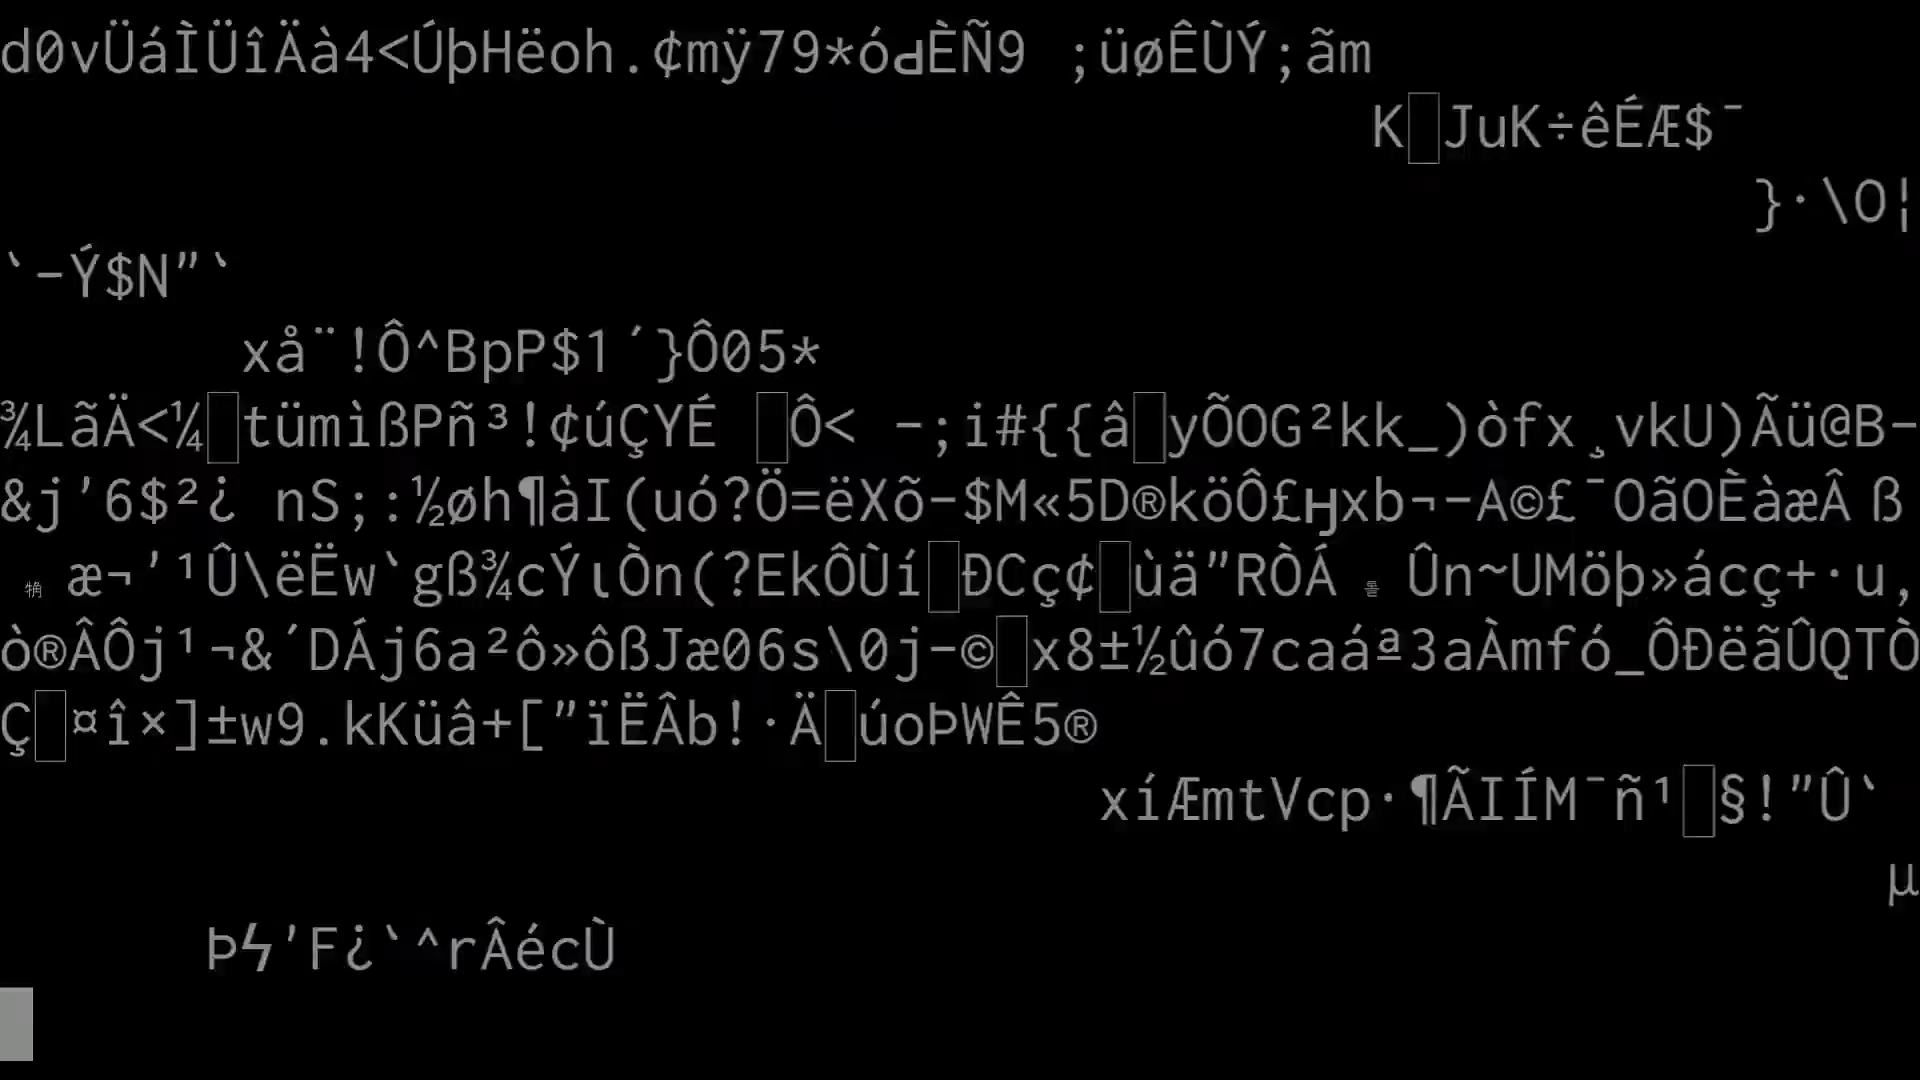 d0vÜáÌÜîÄà4<ÚþHëoh.¢mÿ79*óԁÈÑ9 ;üøÊÙÝ;ãm
K▯JuK÷êÉÆ$¯
}·\O¦
`-Ý$N"`
xå¨!Ô^BpP$1´}Ô05*
¾LãÄ<¼▯tümìßPñ³!¢úÇYÉ ▯Ô< -;i#{{â▯yÕOG²kk_)òfx¸vkU)Ãü@B-
&j'6$²¿ nS;:½øh¶àI(uó?Ö=ëXõ-$M«5D®köÔ£ӈxb¬-A©£¯OãOÈàæÂ ß
æ¬'¹Û\ëËw`gß¾cÝɩÒn(?EkÔÙí▯ÐCç¢▯ùä"RÒÁ Ûn~UMöþ»ácç+·u,
ò®ÂÔj¹¬&´DÁj6a²ô»ôßJæ06s\0j-©▯x8±½ûó7caáª3aÀmfó_ÔÐëãÛQTÒ
Ç▯¤î×]±w9.kKüâ+["ïËÂb!·Ä▯úoÞWÊ5®
xíÆmtVcp·¶ÃIÍM¯ñ¹▯§!"Û`
µ
Þϟ'F¿`^rÂécÙ